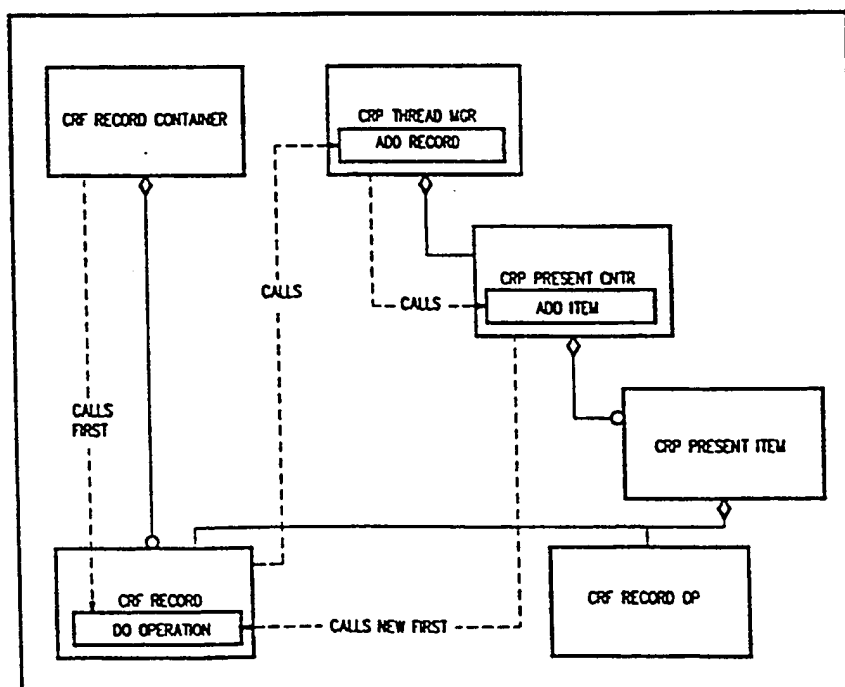 CRF RECORD CONTAINER
CRP THREAD MGR
ADD RECORD
CRP PRESENT CNTR
ADD ITEM
CALLS
CALLS
CALLS
FIRST
CRP PRESENT ITEM
CRF RECORD
DO OPERATION
CALLS NEW FIRST
CRF RECORD OP